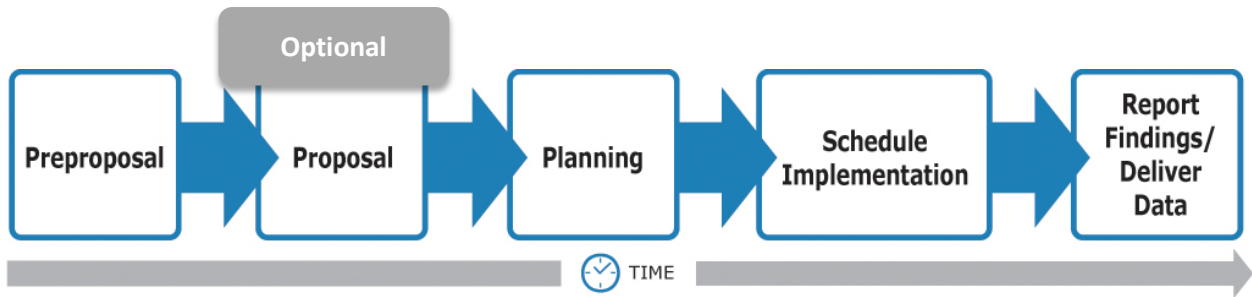 Optional
Preproposal
Proposal
Planning
Schedule
Implementation
Report
Findings/
Deliver
Data
TIME